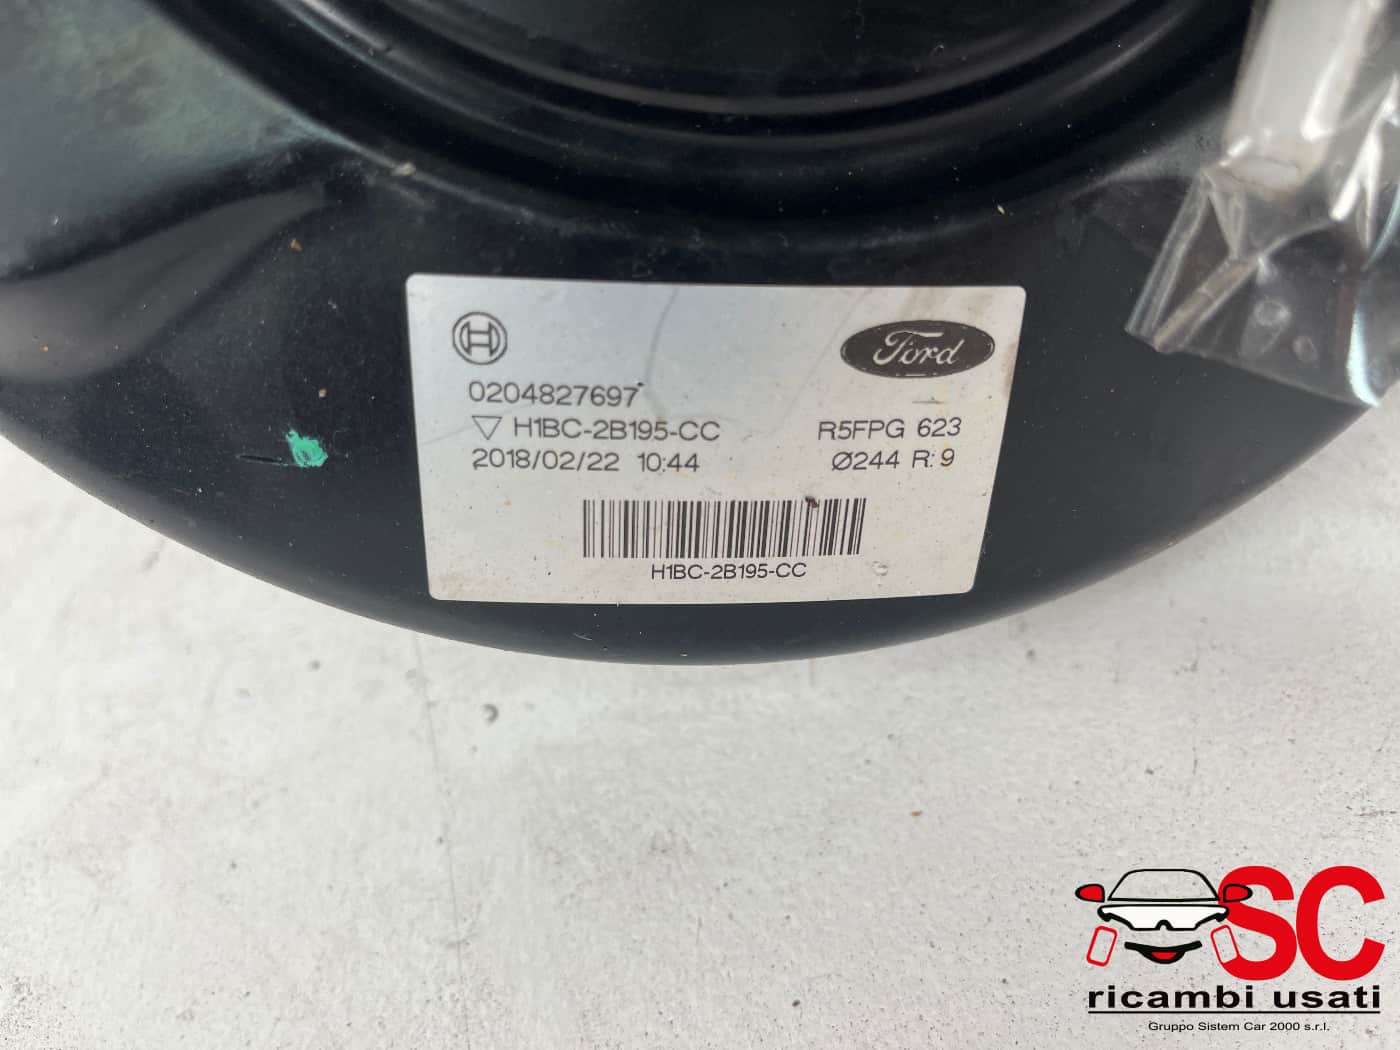 Ford
0204827697
▽ H1BC-2B195-CC R5FPG 623
2018/02/22 10:44 Ø244 R: 9
H1BC-2B195-CC
SC
ricambi usati
Gruppo Sistem Car 2000 s.r.l.